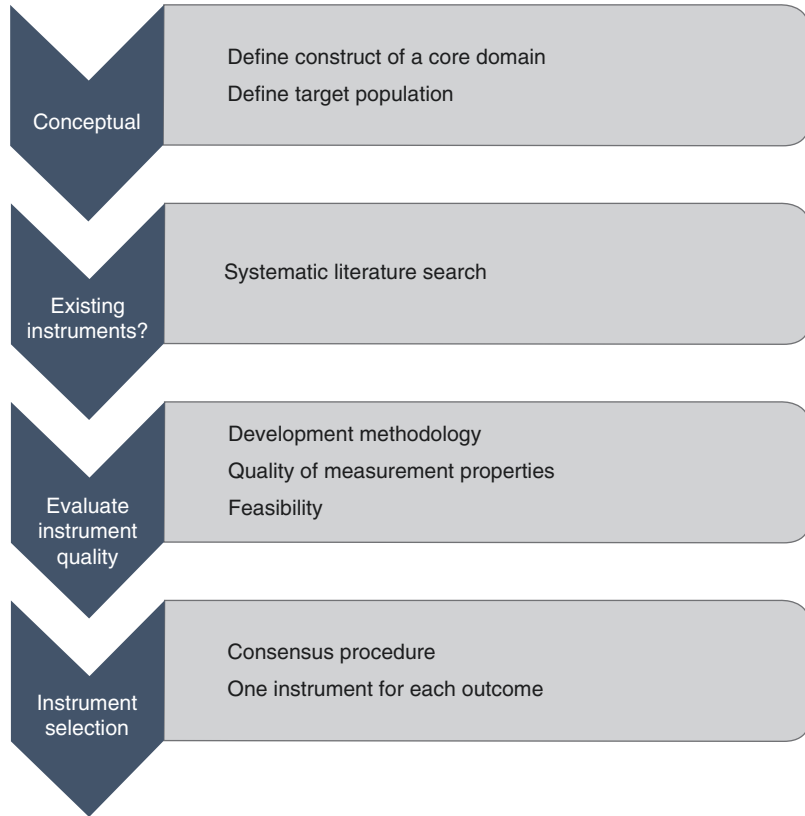 Conceptual
Define construct of a core domain
Define target population
Existing
instruments?
Systematic literature search
Evaluate
instrument
quality
Development methodology
Quality of measurement properties
Feasibility
Instrument
selection
Consensus procedure
One instrument for each outcome